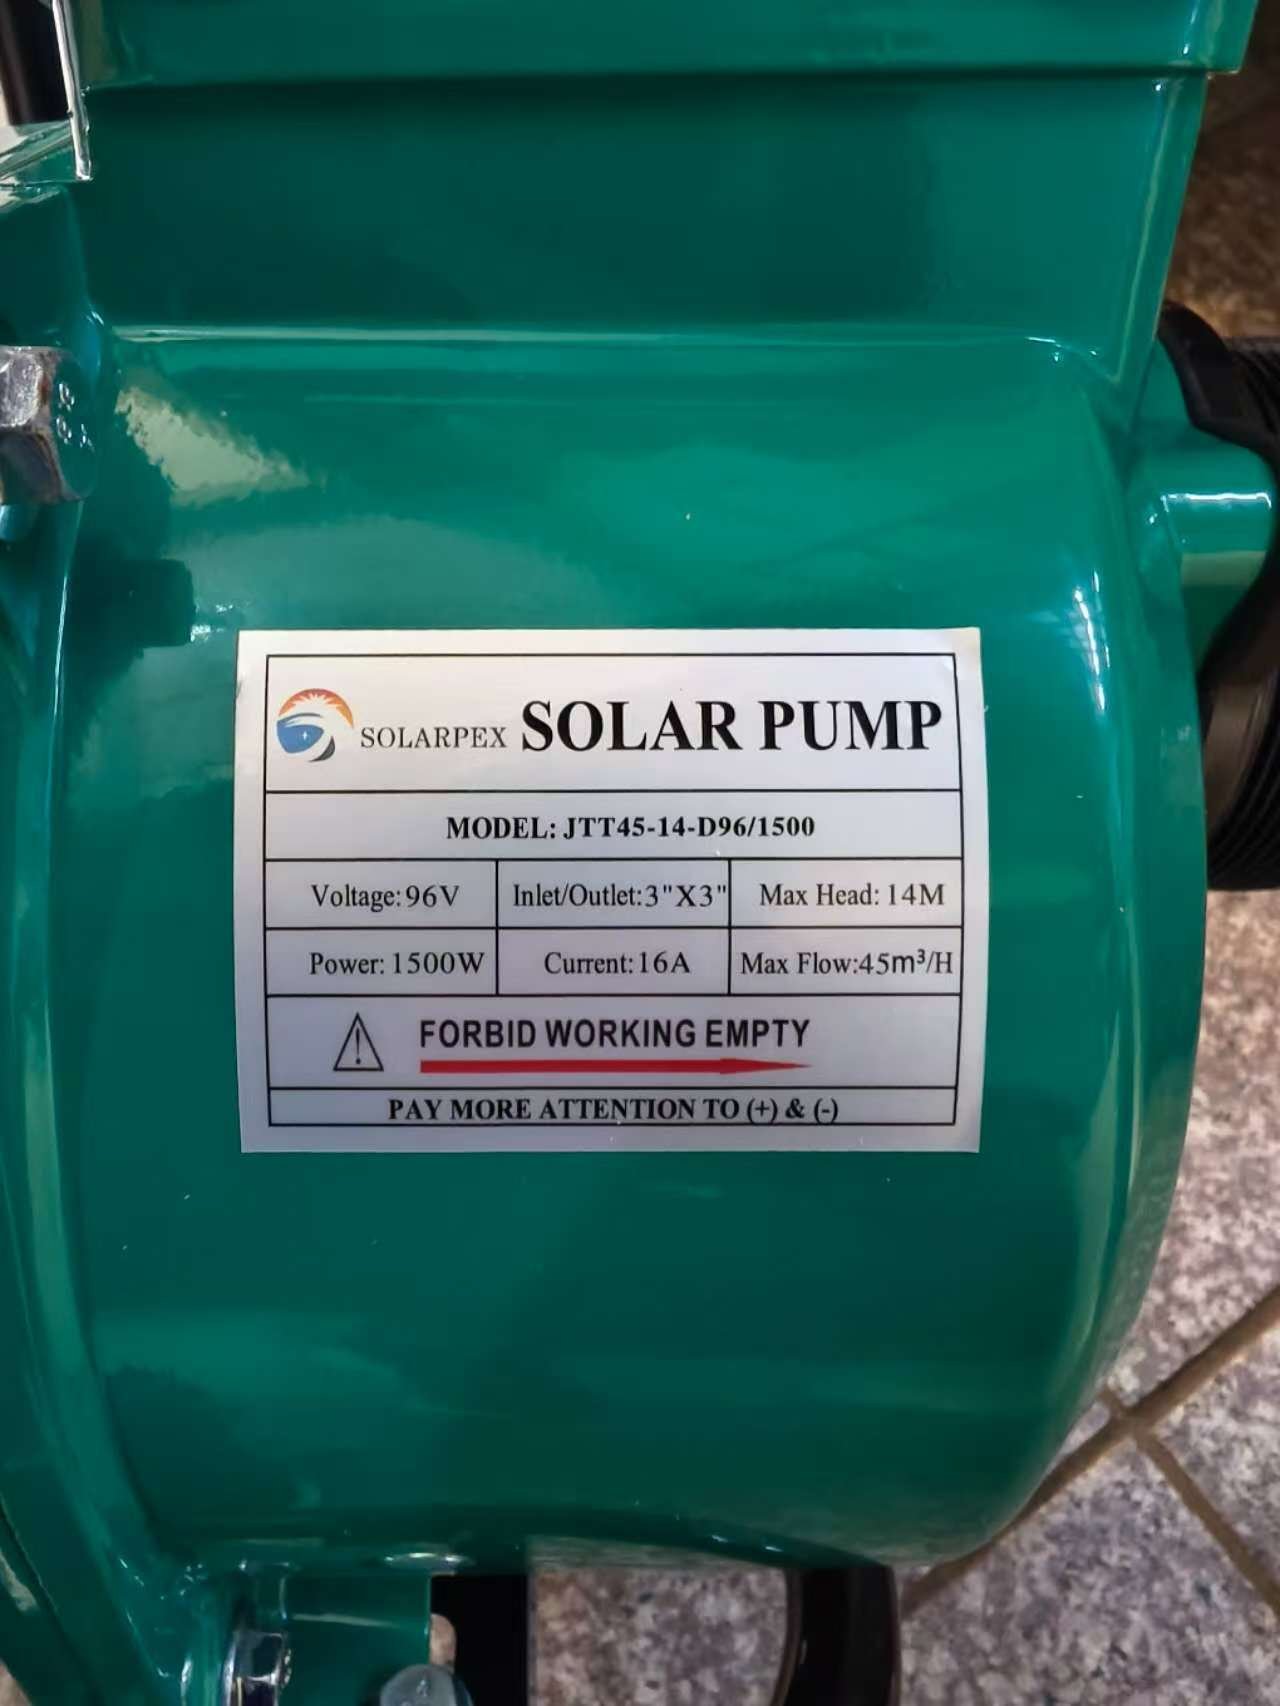 SOLARPEX SOLAR PUMP
MODEL: JTT45-14-D96/1500
Voltage: 96V Inlet/Outlet: 3"X3" Max Head: 14M
Power: 1500W Current: 16A Max Flow:45m³/H
FORBID WORKING EMPTY
PAY MORE ATTENTION TO (+) & (-)